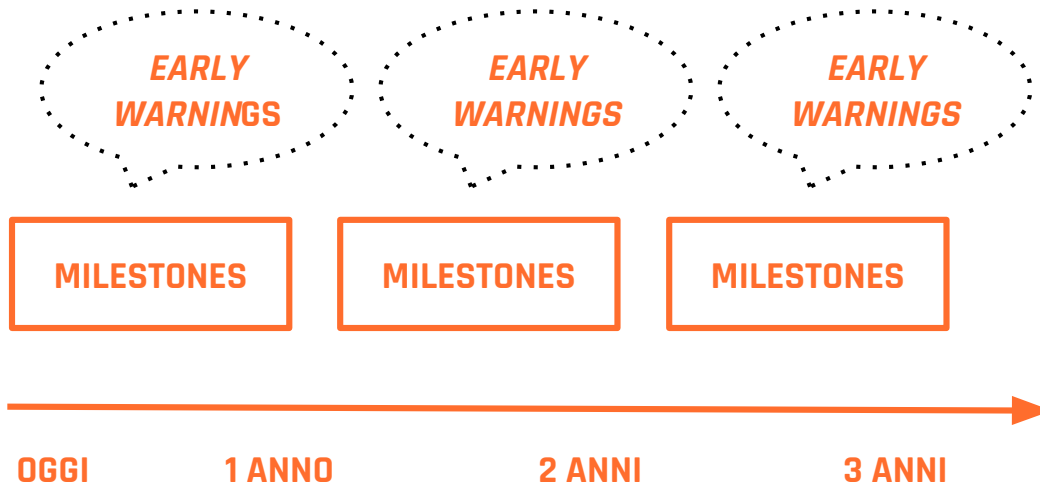 EARLY
WARNINGS
EARLY
WARNINGS
EARLY
WARNINGS
MILESTONES
MILESTONES
MILESTONES
OGGI
1 ANNO
2 ANNI
3 ANNI